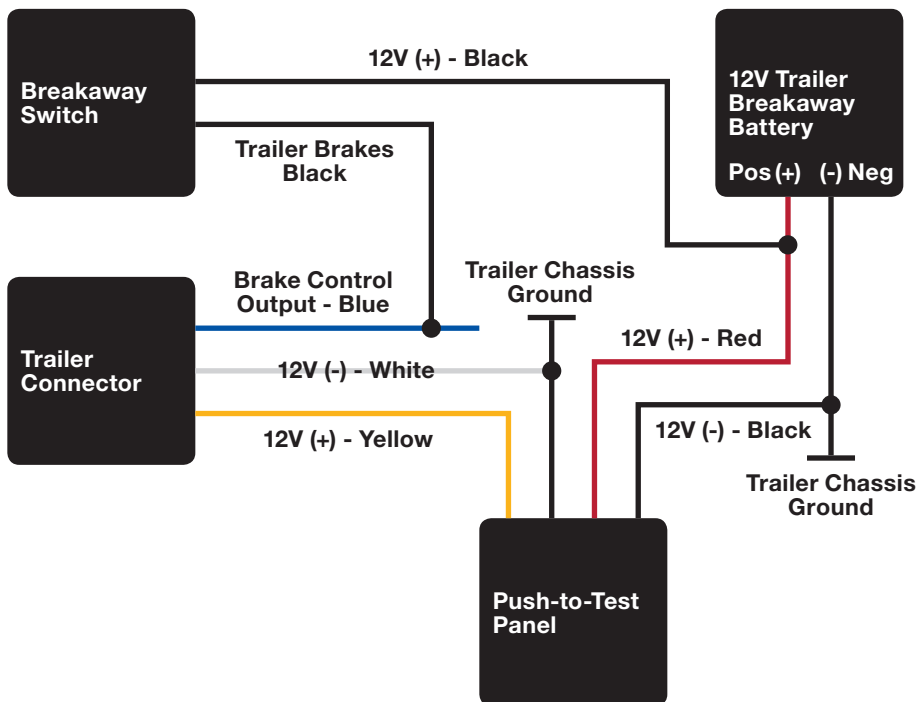 12V (+) - Black
Breakaway
Switch
12V Trailer
Breakaway
Battery
Pos (+) (-) Neg
Trailer Brakes
Black
Brake Control
Output - Blue
Trailer Chassis
Ground
Trailer
Connector
12V (-) - White
12V (+) - Red
12V (+) - Yellow
12V (-) - Black
Trailer Chassis
Ground
Push-to-Test
Panel